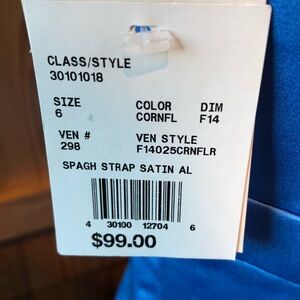 CLASS/STYLE
30101018
SIZE COLOR DIM
6 CORNFL F14
VEN # VEN STYLE
298 F14025CRNFLR
SPAGH STRAP SATIN AL
4 30100 12704 6
$99.00